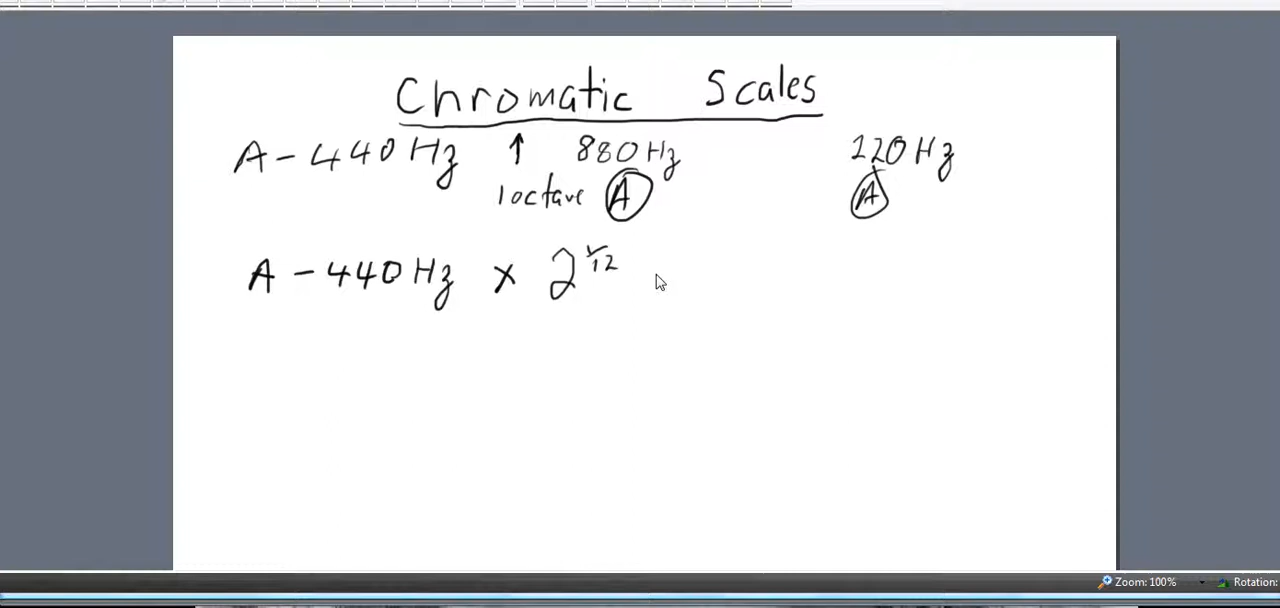 Chromatic Scales
A - 440 Hz ↑ 880 Hz 220 Hz
1 octave A A
A - 440 Hz × 2^1/12
Zoom: 100% Rotation: